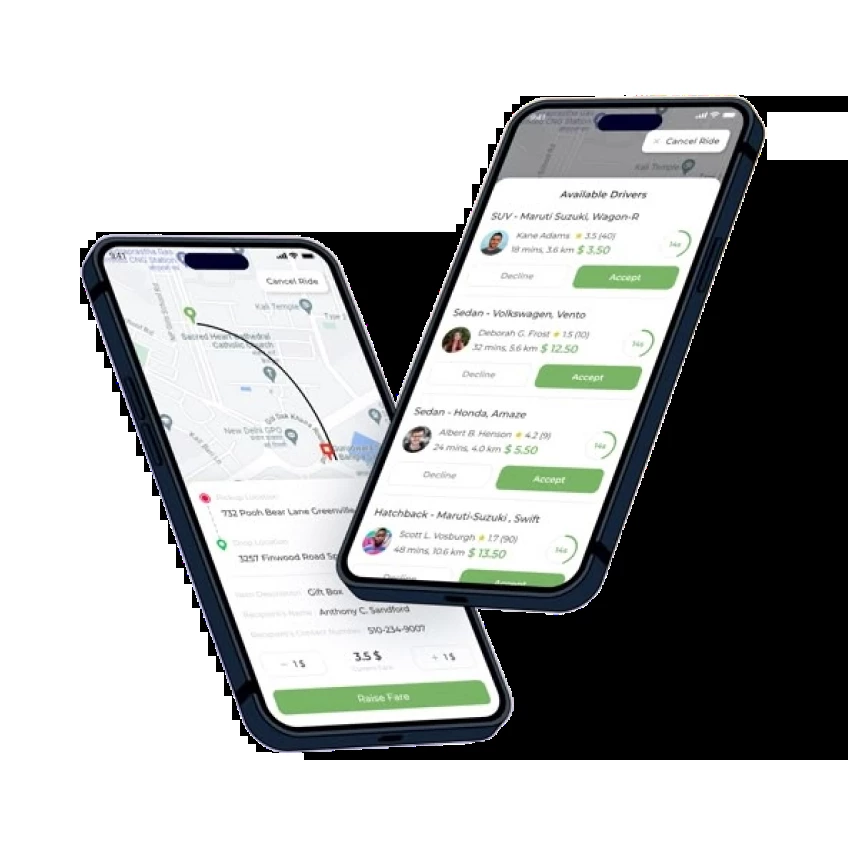 9:41
CNG Station
Cancel Ride
Kali Temple
Sacred Heart Cathedral
Catholic Church
New Delhi GPO
Pickup Location
732 Pooh Bear Lane Greenville
Drop Location
3257 Finwood Road Sp
Item Description Gift Box
Recipient's Name Anthony C. Sandford
Recipient's Contact Number 510-234-9007
− 1 $ 3.5 $ + 1 $
Current Fare
Raise Fare
9:41
CNG Station
Cancel Ride
Kali Temple
Available Drivers
SUV - Maruti Suzuki, Wagon-R
Kane Adams ★ 3.5 (40)
18 mins, 3.6 km $ 3.50
14s
Decline Accept
Sedan - Volkswagen, Vento
Deborah G. Frost ★ 1.5 (10)
32 mins, 5.6 km $ 12.50
14s
Decline Accept
Sedan - Honda, Amaze
Albert B. Henson ★ 4.2 (9)
24 mins, 4.0 km $ 5.50
14s
Decline Accept
Hatchback - Maruti-Suzuki , Swift
Scott L. Vosburgh ★ 1.7 (90)
48 mins, 10.6 km $ 13.50
14s
Decline Accept